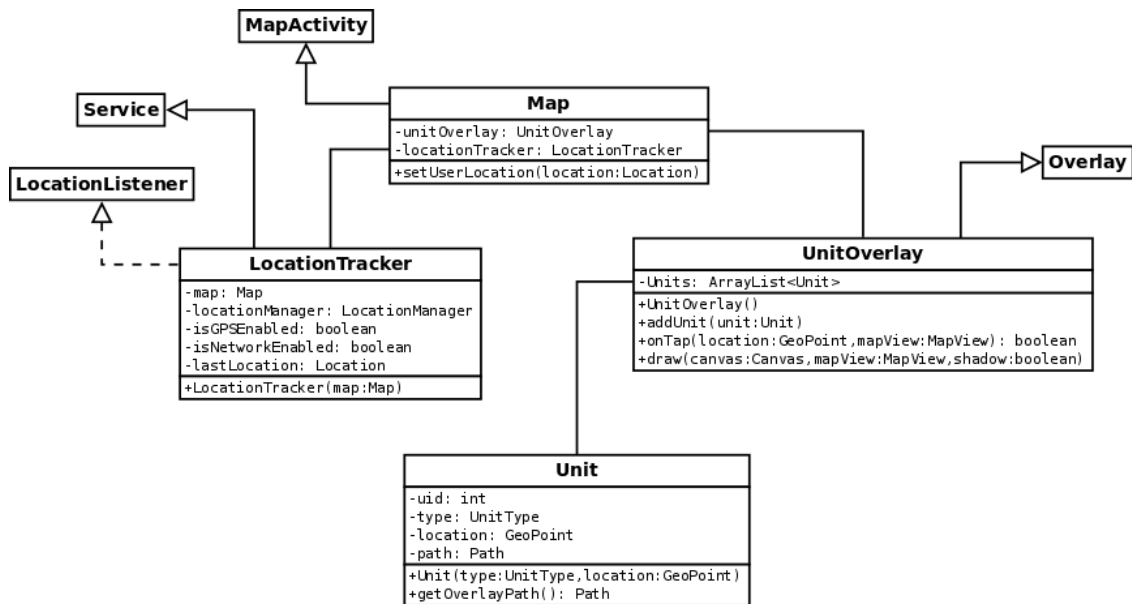 MapActivity
Service
Map
-unitOverlay: UnitOverlay
-locationTracker: LocationTracker
+setUserLocation(location:Location)
Overlay
LocationListener
LocationTracker
-map: Map
-locationManager: LocationManager
-isGPSEnabled: boolean
-isNetworkEnabled: boolean
-lastLocation: Location
+LocationTracker(map:Map)
UnitOverlay
-Units: ArrayList<Unit>
+UnitOverlay()
+addUnit(unit:Unit)
+onTap(location:GeoPoint,mapView:MapView): boolean
+draw(canvas:Canvas,mapView:MapView,shadow:boolean)
Unit
-uid: int
-type: UnitType
-location: GeoPoint
-path: Path
+Unit(type:UnitType,location:GeoPoint)
+getOverlayPath(): Path